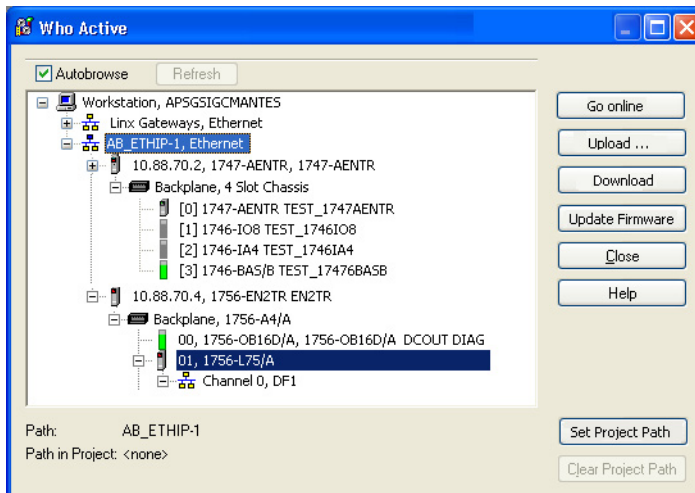 Who Active
Autobrowse
Refresh
Workstation, APSGSIGCMANTES
Linx Gateways, Ethernet
AB_ETHIP-1, Ethernet
10.88.70.2, 1747-AENTR, 1747-AENTR
Backplane, 4 Slot Chassis
[0] 1747-AENTR TEST_1747AENTR
[1] 1746-IO8 TEST_1746IO8
[2] 1746-IA4 TEST_1746IA4
[3] 1746-BAS/B TEST_17476BASB
10.88.70.4, 1756-EN2TR EN2TR
Backplane, 1756-A4/A
00, 1756-OB16D/A, 1756-OB16D/A DCOUT DIAG
01, 1756-L75/A
Channel 0, DF1
Go online
Upload ...
Download
Update Firmware
Close
Help
Path: AB_ETHIP-1
Path in Project: <none>
Set Project Path
Clear Project Path